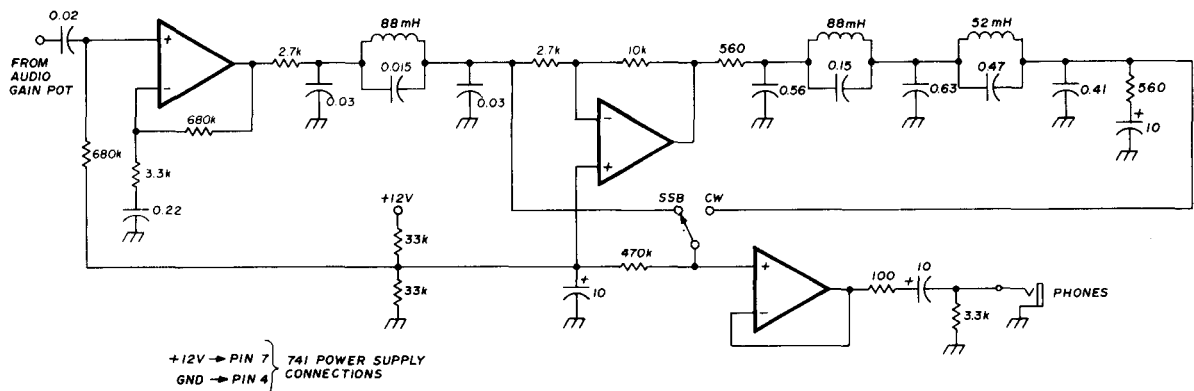 0.02
FROM
AUDIO
GAIN POT
+
−
680k
680k
3.3k
0.22
2.7k
0.03
88mH
0.015
0.03
2.7k
10k
−
+
560
0.56
88mH
0.15
0.63
52mH
0.47
0.41
560
+
10
+12V
33k
33k
+
10
470k
SSB CW
+
−
100
+ 10
3.3k
PHONES
+12V → PIN 7
GND → PIN 4
741 POWER SUPPLY
CONNECTIONS